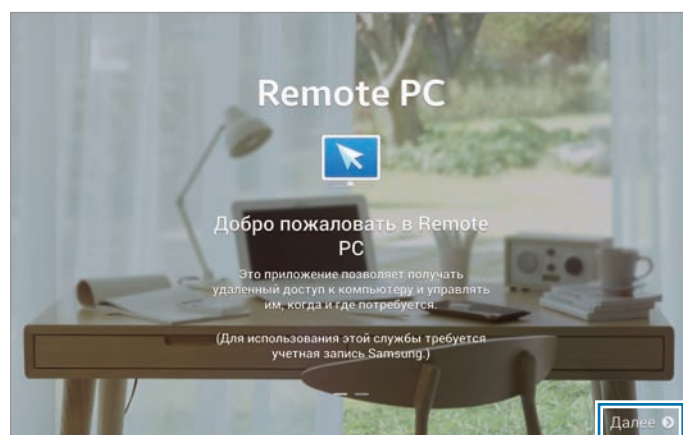 Remote PC
Добро пожаловать в Remote
PC
Это приложение позволяет получать
удаленный доступ к компьютеру и управлять
им, когда и где потребуется.
(Для использования этой службы требуется
учетная запись Samsung.)
Далее